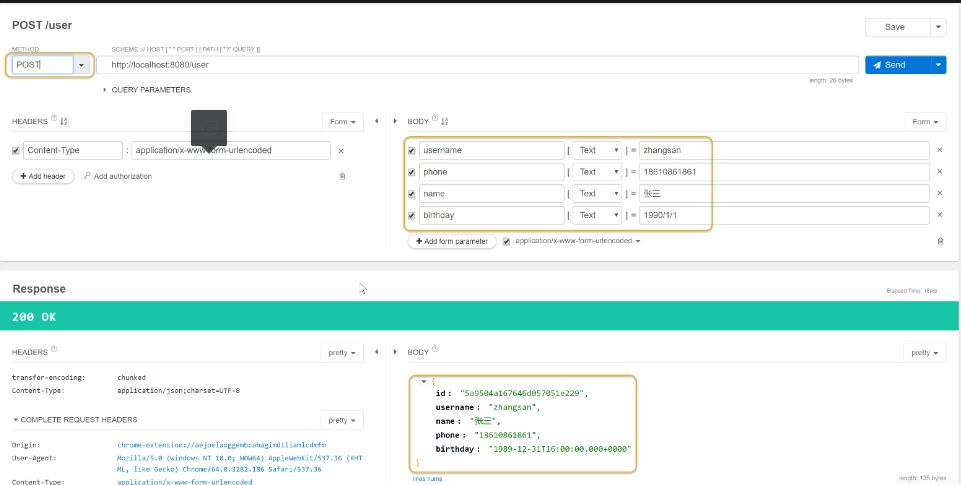 POST /user
Save
METHOD
SCHEME :// HOST [ ":" PORT ] [ PATH [ "?" QUERY ]]
POST
http://localhost:8080/user
Send
length: 26 bytes
QUERY PARAMETERS
HEADERS
Form
BODY
Form
Content-Type : application/x-www-form-urlencoded
username [ Text ] = zhangsan
phone [ Text ] = 18610861861
name [ Text ] = 张三
birthday [ Text ] = 1990/1/1
+ Add header
Add authorization
+ Add form parameter
application/x-www-form-urlencoded
Response
Elapsed Time: 18ms
200 OK
HEADERS
pretty
BODY
pretty
transfer-encoding: chunked
Content-Type: application/json;charset=UTF-8
COMPLETE REQUEST HEADERS
pretty
Origin: chrome-extension://aejoelaoggembcahagimdiliamlcdmfm
User-Agent: Mozilla/5.0 (Windows NT 10.0; WOW64) AppleWebKit/537.36 (KHT
ML, like Gecko) Chrome/64.0.3282.186 Safari/537.36
Content-Type: application/x-www-form-urlencoded
{
id: "5a9504a167646d057051e229",
username: "zhangsan",
name: "张三",
phone: "18610861861",
birthday: "1989-12-31T16:00:00.000+0000"
}
lines nums
length: 135 bytes